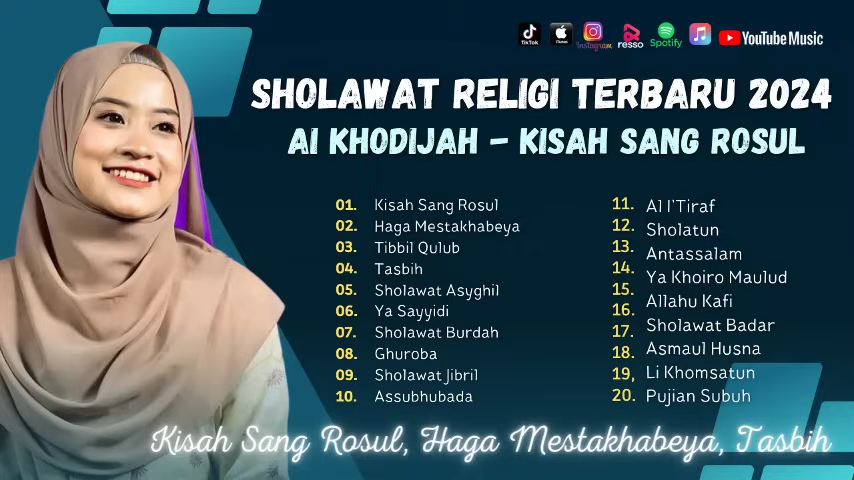 TikTok
iTunes
Instagram
resso
Spotify
YouTube Music
SHOLAWAT RELIGI TERBARU 2024
AI KHODIJAH - KISAH SANG ROSUL
01. Kisah Sang Rosul
02. Haga Mestakhabeya
03. Tibbil Qulub
04. Tasbih
05. Sholawat Asyghil
06. Ya Sayyidi
07. Sholawat Burdah
08. Ghuroba
09. Sholawat Jibril
10. Assubhubada
11. Al I'Tiraf
12. Sholatun
13. Antassalam
14. Ya Khoiro Maulud
15. Allahu Kafi
16. Sholawat Badar
17. Asmaul Husna
18. Li Khomsatun
19, Pujian Subuh
20.
Kisah Sang Rosul, Haga Mestakhabeya, Tasbih